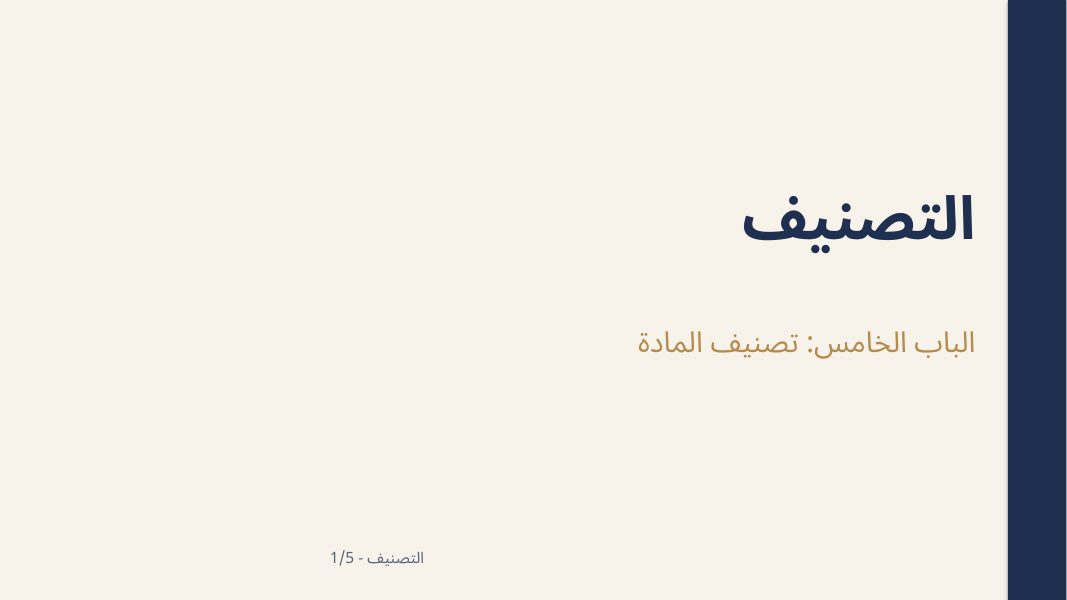 التصنيف
الباب الخامس: تصنيف المادة
التصنيف - 1/5